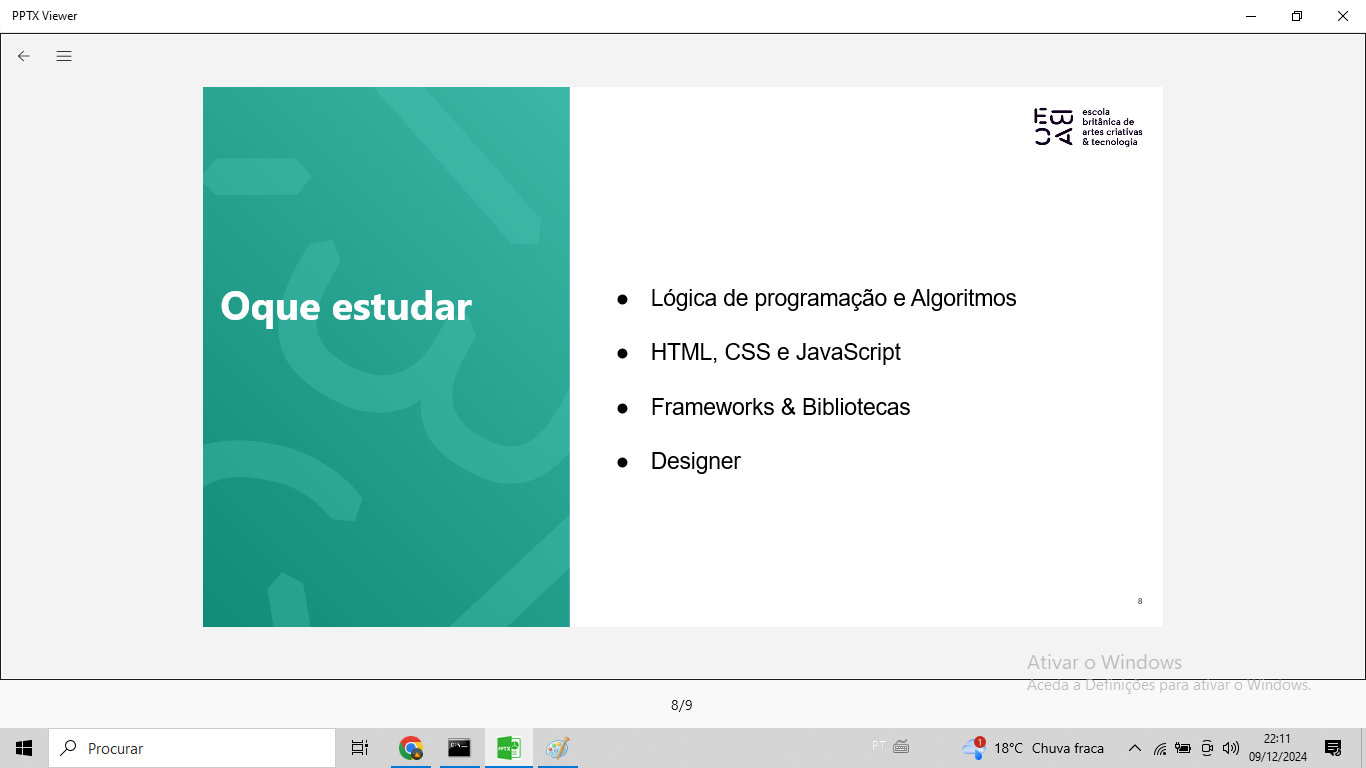 PPTX Viewer
EBAC
escola
britânica de
artes criativas
& tecnologia
Oque estudar
● Lógica de programação e Algoritmos
● HTML, CSS e JavaScript
● Frameworks & Bibliotecas
● Designer
8
Ativar o Windows
Aceda a Definições para ativar o Windows.
8/9
Procurar
PPTX
PT
1
18°C Chuva fraca
22:11
09/12/2024